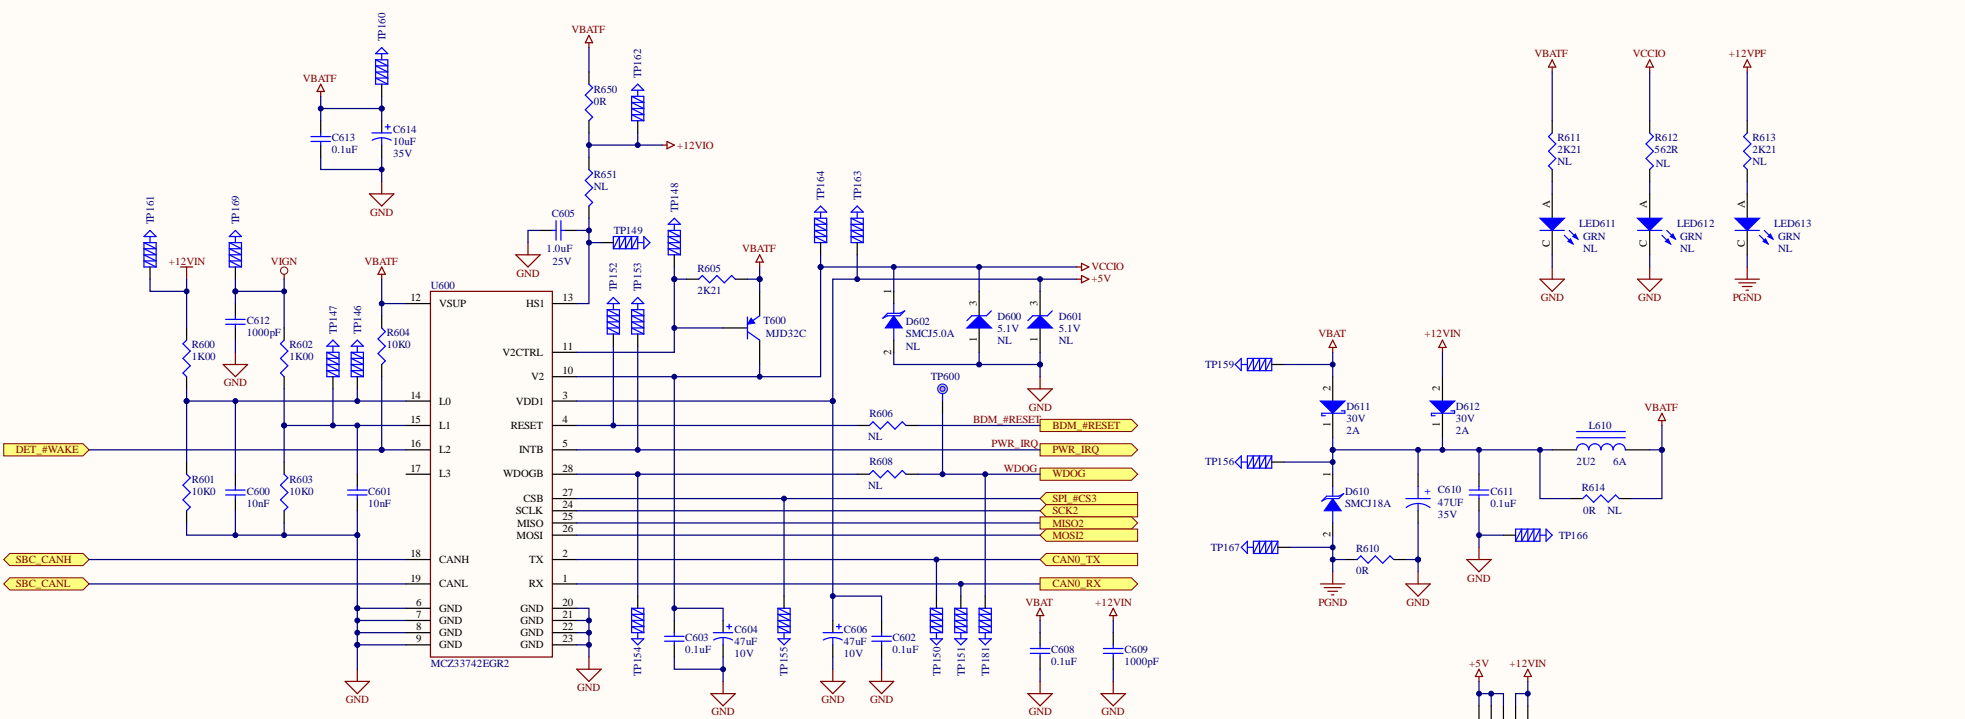 TP160
VBATF
C613
0.1uF
C614
10uF
35V
GND
VBATF
R650
0R
TP162
+12VIO
R651
NL
C605
1.0uF
25V
GND
TP149
TP148
TP161
+12VIN
TP169
VIGN
VBATF
C612
1000pF
GND
R600
1K00
R602
1K00
TP147
TP146
R604
10K0
R601
10K0
C600
10nF
R603
10K0
C601
10nF
DET_#WAKE
SBC_CANH
SBC_CANL
GND
U600
12 VSUP HS1 13
V2CTRL 11
V2 10
14 L0 VDD1 3
15 L1 RESET 4
16 L2 INTB 5
17 L3 WDOGB 28
CSB 27
SCLK 24
MISO 25
MOSI 26
18 CANH TX 2
19 CANL RX 1
6 GND GND 20
7 GND GND 21
8 GND GND 22
9 GND GND 23
MCZ33742EGR2
GND
TP152
TP153
R605
2K21
VBATF
T600
MJD32C
TP164
TP163
VCCIO
+5V
1
D602
SMCJ5.0A
NL
2
3
D600
5.1V
NL
1
3
D601
5.1V
NL
1
GND
TP600
R606
NL
BDM_#RESET
BDM_#RESET
PWR_IRQ
PWR_IRQ
R608
NL
WDOG
WDOG
SPI_#CS3
SCK2
MISO2
MOSI2
CAN0_TX
CAN0_RX
TP154
C603
0.1uF
C604
47uF
10V
GND
TP155
C606
47uF
10V
GND
C602
0.1uF
GND
TP150
TP151
TP181
VBAT
C608
0.1uF
GND
+12VIN
C609
1000pF
GND
VBATF
R611
2K21
NL
A
C
LED611
GRN
NL
GND
VCCIO
R612
562R
NL
A
C
LED612
GRN
NL
GND
+12VPF
R613
2K21
NL
A
C
LED613
GRN
NL
PGND
VBAT
TP159
2
D611
30V
2A
1
+12VIN
2
D612
30V
2A
1
TP156
1
D610
SMCJ18A
2
TP167
PGND
R610
0R
C610
47UF
35V
GND
C611
0.1uF
TP166
GND
L610
2U2 6A
R614
0R NL
VBATF
+5V
+12VIN